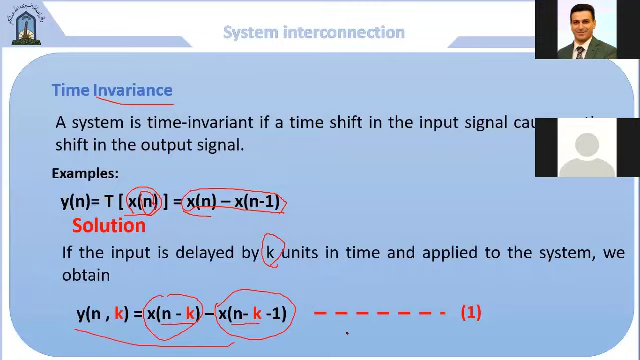 System interconnection
Time Invariance
A system is time-invariant if a time shift in the input signal
shift in the output signal.
Examples:
y(n)= T [ x(n) ] = x(n) – x(n-1)
Solution
If the input is delayed by k units in time and applied to the system, we
obtain
y(n , k) = x(n - k) – x(n- k -1) – – – – – – - (1)